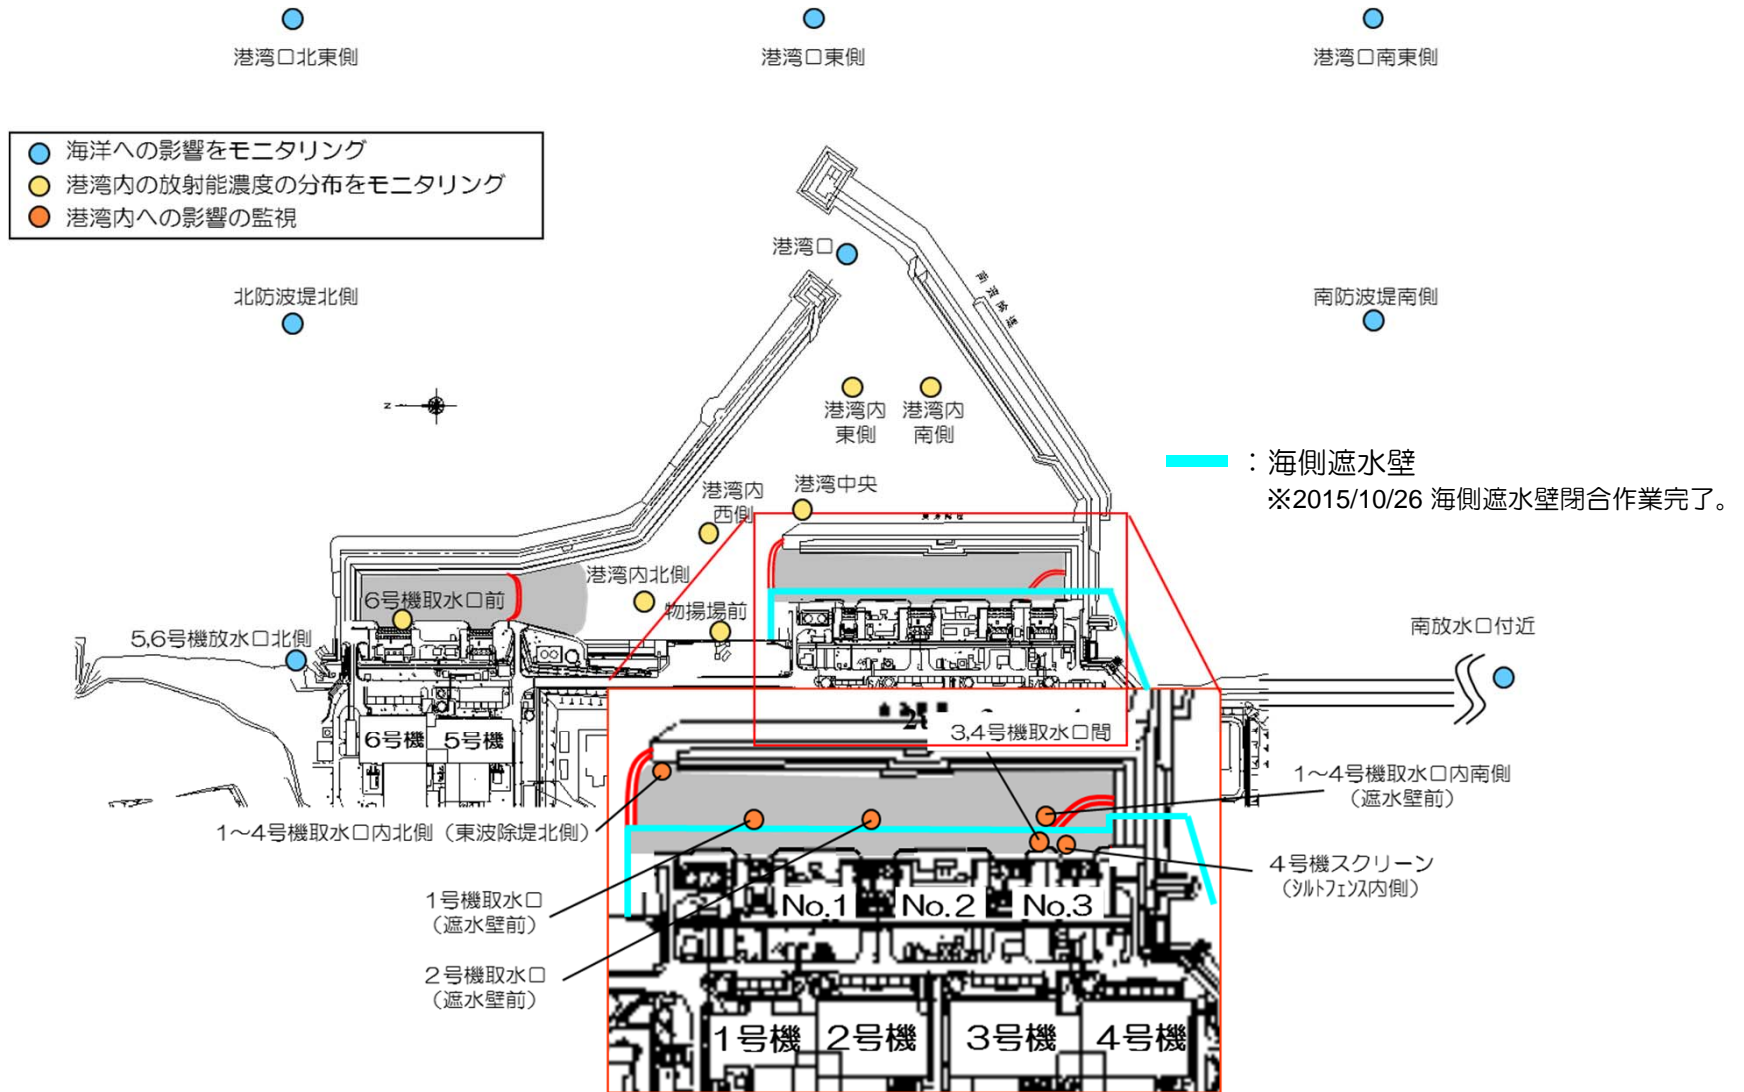 港湾口北東側
港湾口東側
港湾口南東側
海洋への影響をモニタリング
港湾内の放射能濃度の分布をモニタリング
港湾内への影響の監視
港湾口
北防波堤北側
南防波堤南側
南防波堤
N
港湾内
東側
港湾内
南側
：海側遮水壁
※2015/10/26 海側遮水壁閉合作業完了。
港湾内
西側
港湾中央
港湾内北側
6号機取水口前
物揚場前
5,6号機放水口北側
南放水口付近
6号機
5号機
3,4号機取水口間
1～4号機取水口内南側
（遮水壁前）
1～4号機取水口内北側（東波除堤北側）
4号機スクリーン
（シルトフェンス内側）
1号機取水口
（遮水壁前）
No.1
No.2
No.3
2号機取水口
（遮水壁前）
1号機
2号機
3号機
4号機